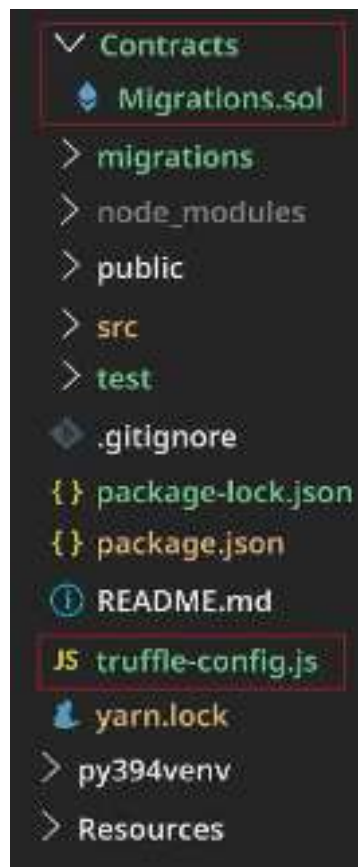 Contracts
Migrations.sol
migrations
node_modules
public
src
test
.gitignore
{ } package-lock.json
{ } package.json
README.md
JS truffle-config.js
yarn.lock
py394venv
Resources